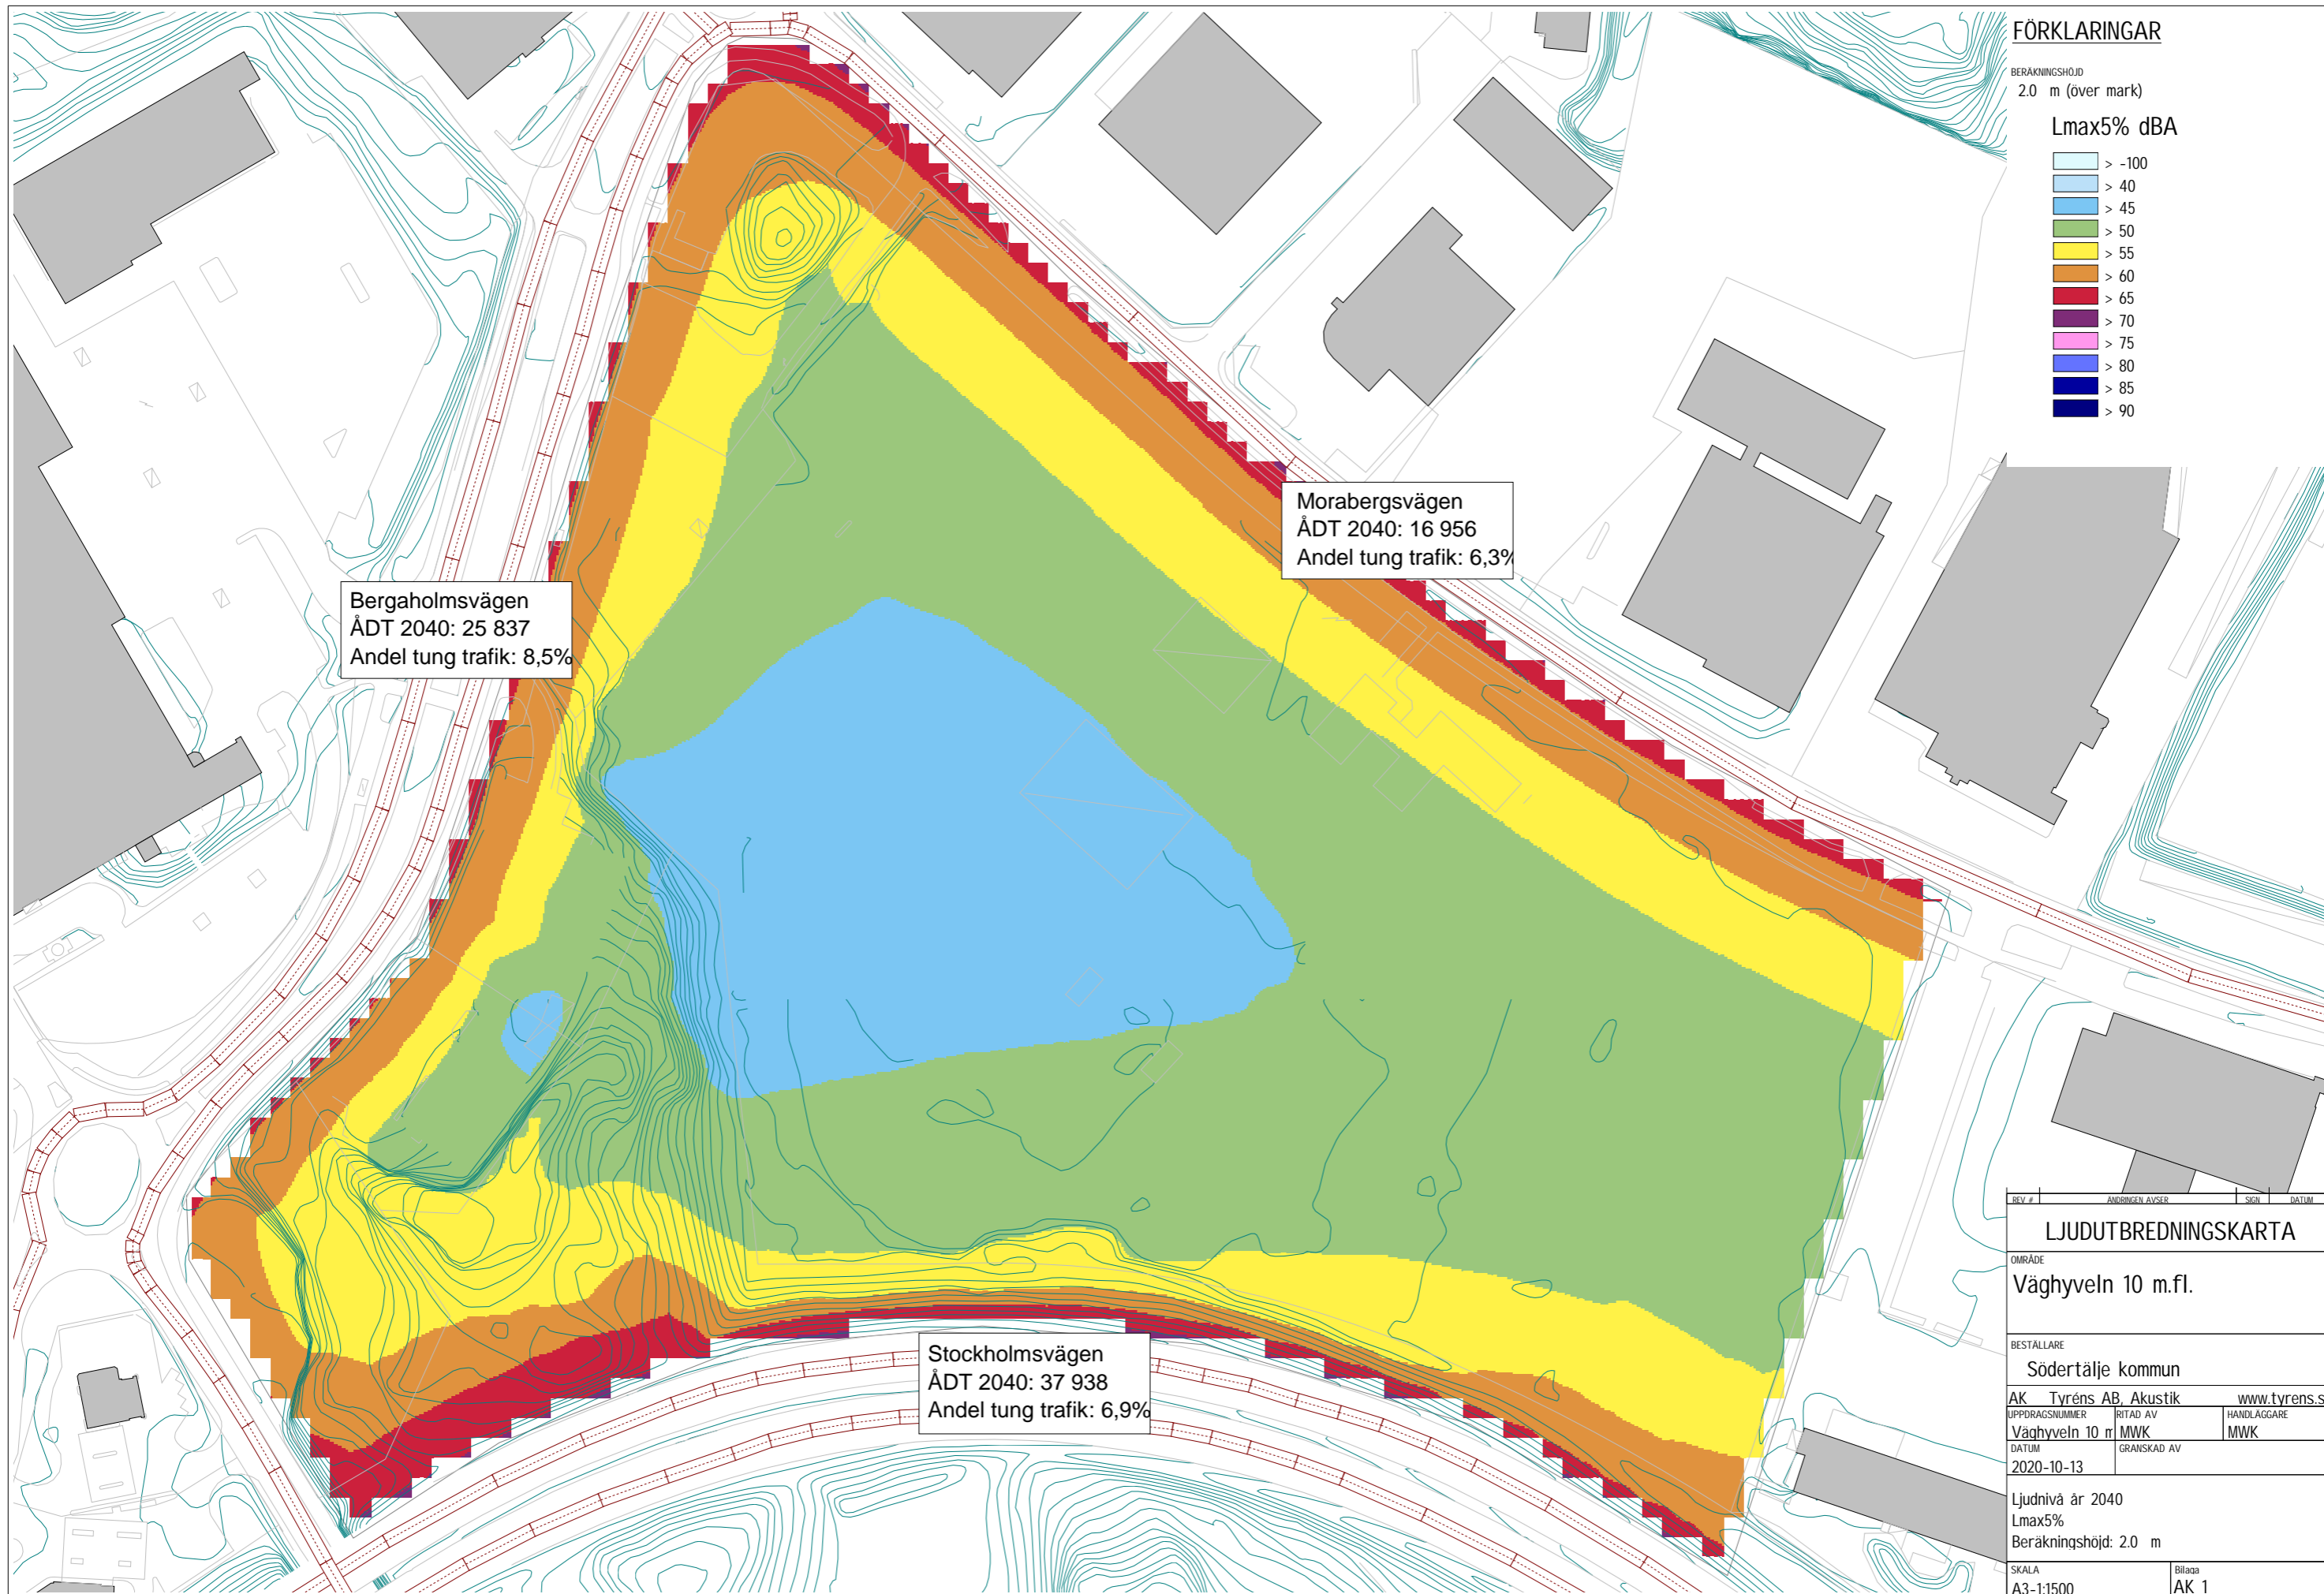 FÖRKLARINGAR
BERÄKNINGSHÖJD
2.0 m (över mark)
Lmax5% dBA
> -100
> 40
> 45
> 50
> 55
> 60
> 65
> 70
> 75
> 80
> 85
> 90
Morabergsvägen
ÅDT 2040: 16 956
Andel tung trafik: 6,3%
Bergaholmsvägen
ÅDT 2040: 25 837
Andel tung trafik: 8,5%
Stockholmsvägen
ÅDT 2040: 37 938
Andel tung trafik: 6,9%
REV # ÄNDRINGEN AVSER SIGN DATUM
LJUDUTBREDNINGSKARTA
OMRÅDE
Väghyveln 10 m.fl.
BESTÄLLARE
Södertälje kommun
AK Tyréns AB, Akustik www.tyrens.s
UPPDRAGSNUMMER RITAD AV HANDLÄGGARE
Väghyveln 10 m MWK MWK
DATUM GRANSKAD AV
2020-10-13
Ljudnivå år 2040
Lmax5%
Beräkningshöjd: 2.0 m
SKALA Bilaga
A3-1:1500 AK 1